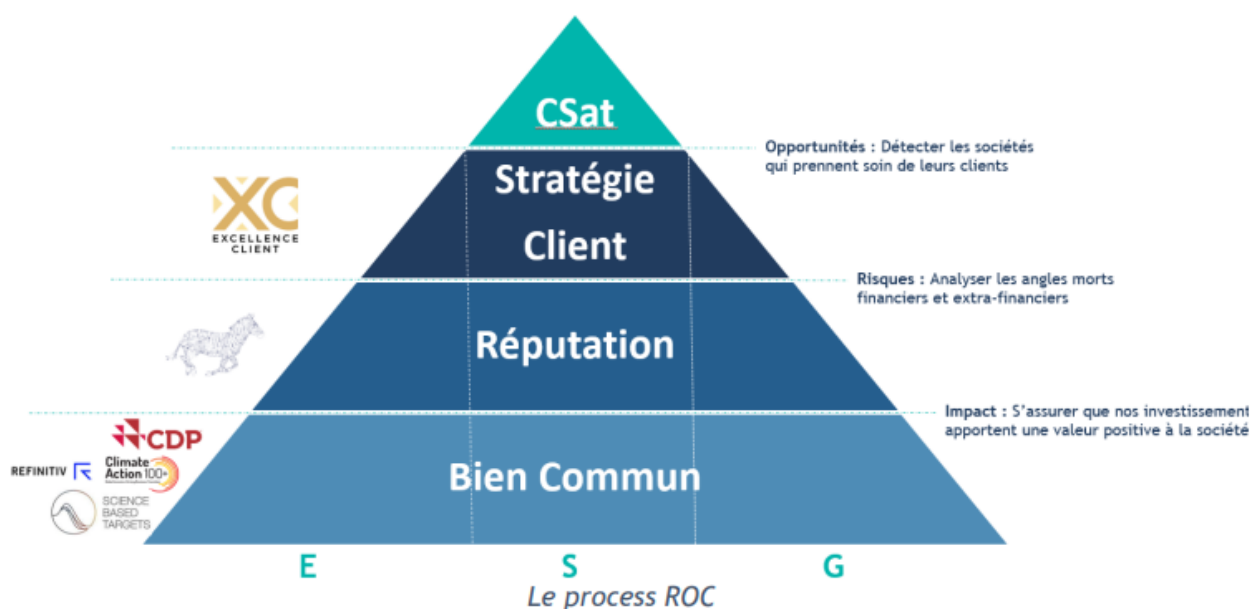 CSat
Opportunités : Détecter les sociétés
qui prennent soin de leurs clients
Stratégie
Client
XC
EXCELLENCE
CLIENT
Risques : Analyser les angles morts
financiers et extra-financiers
Réputation
Impact : S'assurer que nos investissement
apportent une valeur positive à la société
CDP
REFINITIV
Climate
Action 100+
SCIENCE
BASED
TARGETS
Bien Commun
E S G
Le process ROC